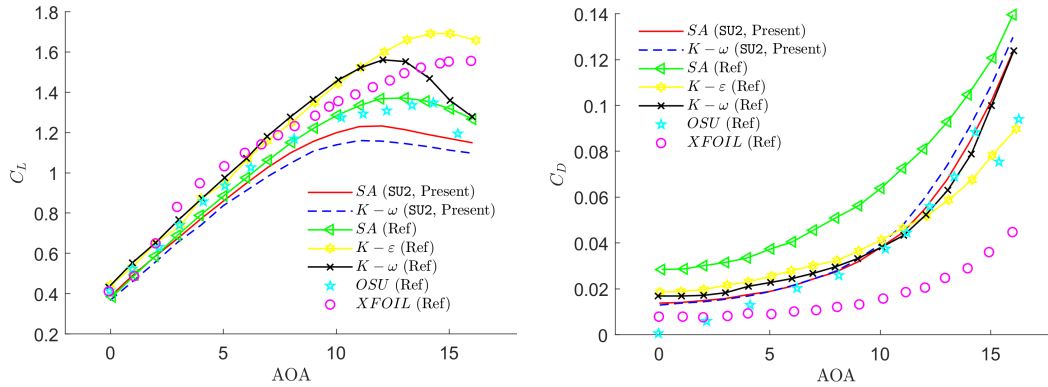 1.8
1.6
1.4
1.2
1
0.8
0.6
0.4
0.2
C_L
0 5 10 15
AOA
SA (SU2, Present)
K − ω (SU2, Present)
SA (Ref)
K − ε (Ref)
K − ω (Ref)
OSU (Ref)
XFOIL (Ref)
0.14
0.12
0.1
0.08
0.06
0.04
0.02
0
C_D
0 5 10 15
AOA
SA (SU2, Present)
K − ω (SU2, Present)
SA (Ref)
K − ε (Ref)
K − ω (Ref)
OSU (Ref)
XFOIL (Ref)